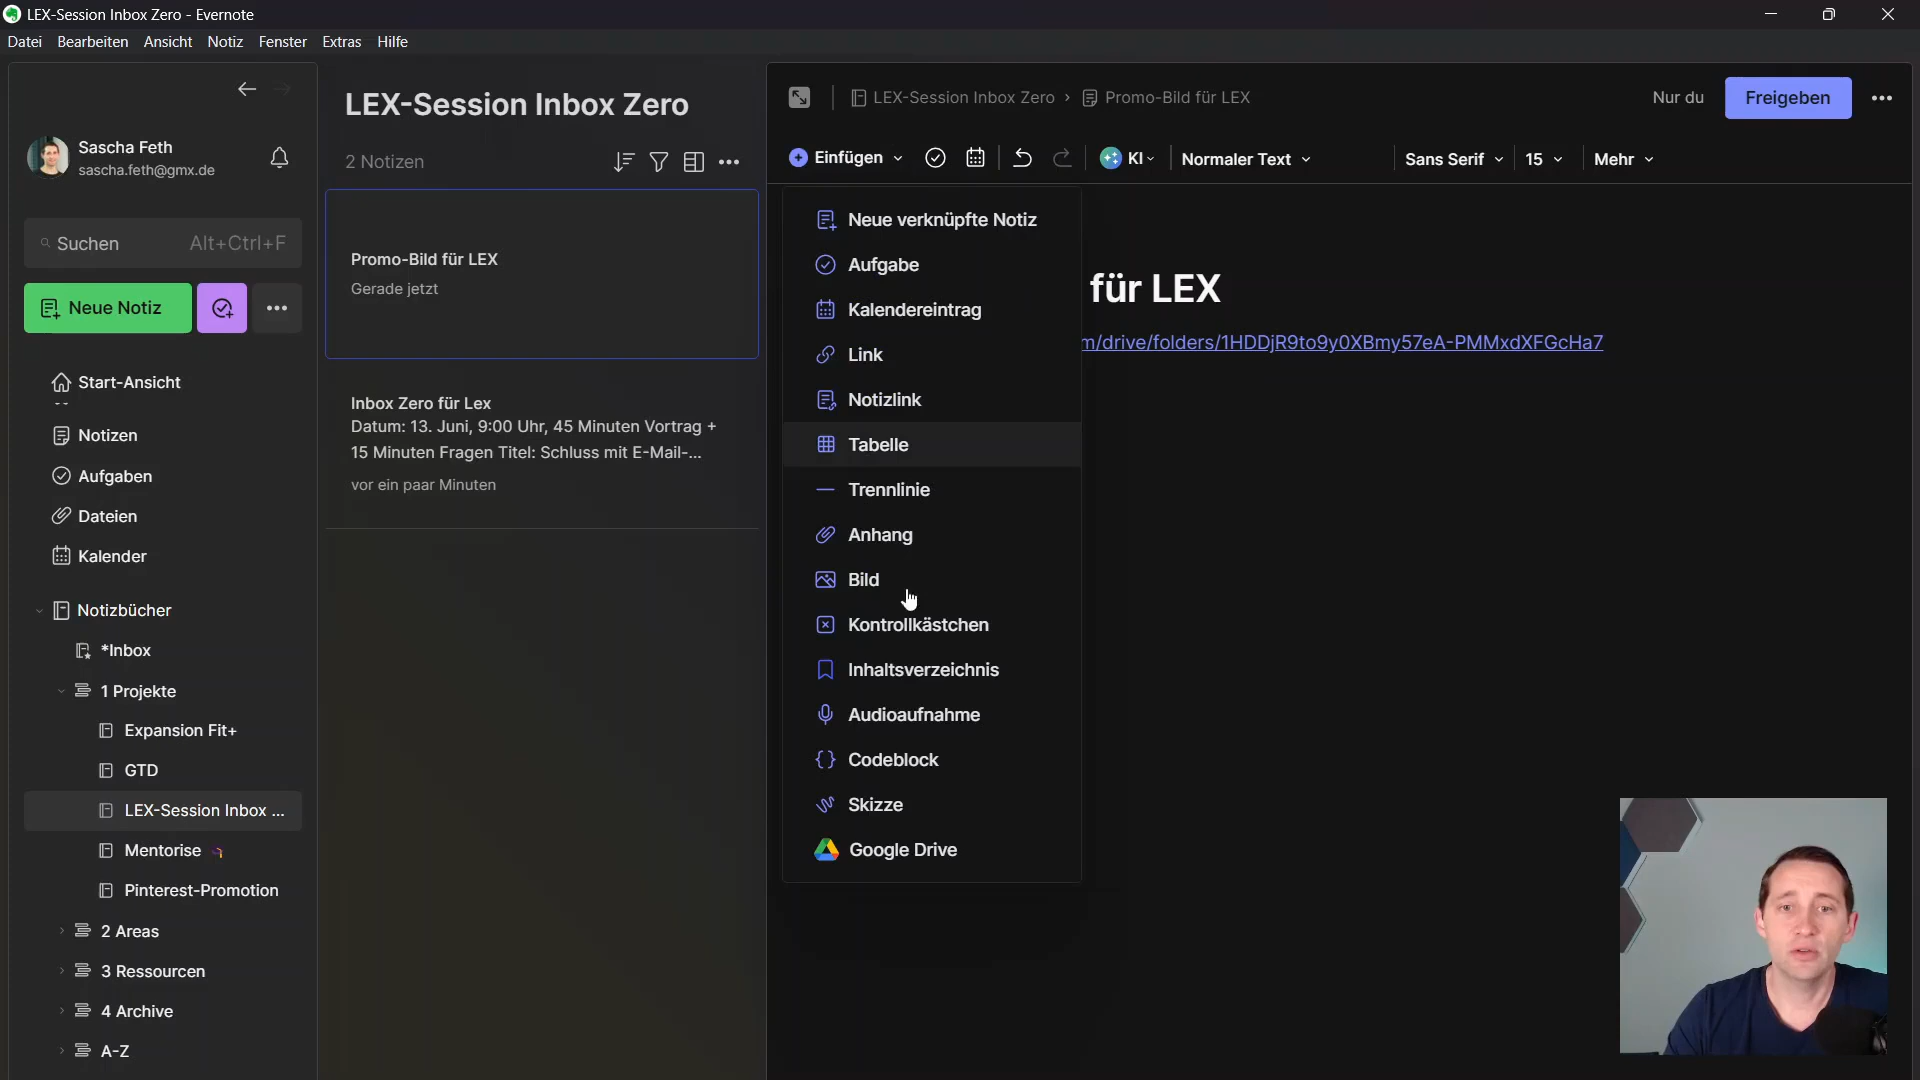 LEX-Session Inbox Zero - Evernote
Datei Bearbeiten Ansicht Notiz Fenster Extras Hilfe
Sascha Feth
sascha.feth@gmx.de
Suchen Alt+Ctrl+F
Neue Notiz
Start-Ansicht
Notizen
Aufgaben
Dateien
Kalender
Notizbücher
*Inbox
1 Projekte
Expansion Fit+
GTD
LEX-Session Inbox ...
Mentorise
Pinterest-Promotion
2 Areas
3 Ressourcen
4 Archive
A-Z
LEX-Session Inbox Zero
2 Notizen
Promo-Bild für LEX
Gerade jetzt
Inbox Zero für Lex
Datum: 13. Juni, 9:00 Uhr, 45 Minuten Vortrag +
15 Minuten Fragen Titel: Schluss mit E-Mail-...
vor ein paar Minuten
LEX-Session Inbox Zero › Promo-Bild für LEX
Nur du Freigeben
Einfügen KI Normaler Text Sans Serif 15 Mehr
Neue verknüpfte Notiz
Aufgabe
Kalendereintrag
Link
Notizlink
Tabelle
Trennlinie
Anhang
Bild
Kontrollkästchen
Inhaltsverzeichnis
Audioaufnahme
Codeblock
Skizze
Google Drive
für LEX
m/drive/folders/1HDDjR9to9y0XBmy57eA-PMMxdXFGcHa7